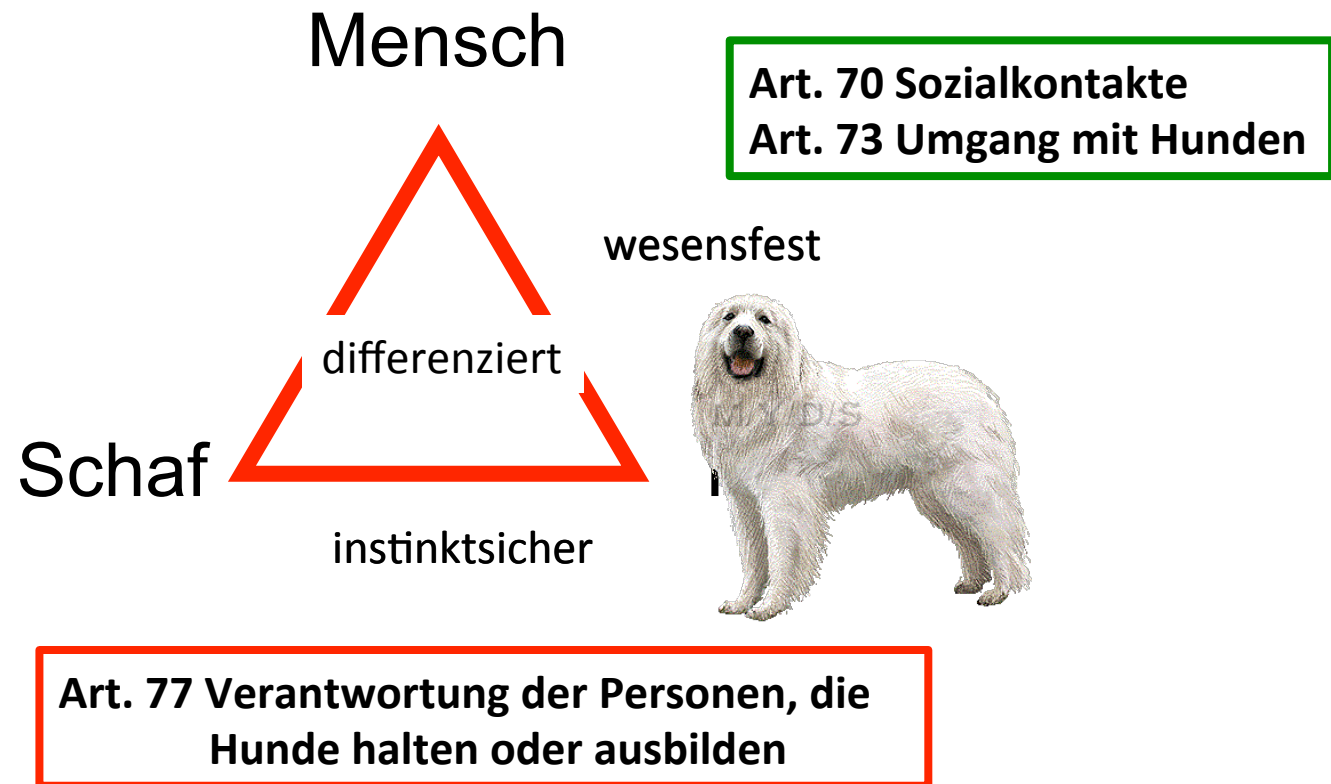 Mensch
Art. 70 Sozialkontakte
Art. 73 Umgang mit Hunden
wesensfest
differenziert
M/Y/D/S
Schaf
instinktsicher
Art. 77 Verantwortung der Personen, die
Hunde halten oder ausbilden